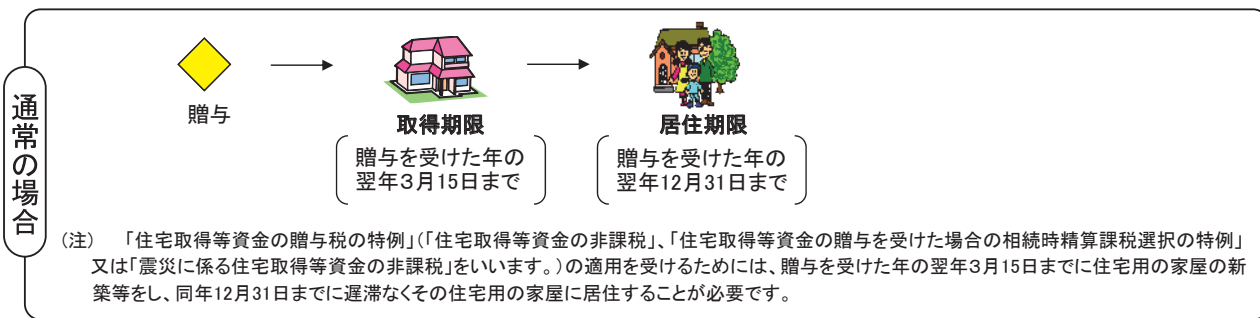 通常の場合
贈与
取得期限
贈与を受けた年の
翌年3月15日まで
居住期限
贈与を受けた年の
翌年12月31日まで
(注) 「住宅取得等資金の贈与税の特例」(「住宅取得等資金の非課税」、「住宅取得等資金の贈与を受けた場合の相続時精算課税選択の特例」
又は「震災に係る住宅取得等資金の非課税」をいいます。)の適用を受けるためには、贈与を受けた年の翌年3月15日までに住宅用の家屋の新
築等をし、同年12月31日までに遅滞なくその住宅用の家屋に居住することが必要です。